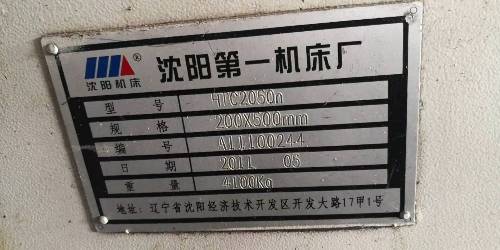 沈阳机床® 沈阳第一机床厂
型号 HTC2050n
规格 200X500mm
编号 A11100244
日期 2011 05
重量 4100Kg
地址: 辽宁省沈阳经济技术开发区开发大路17甲1号